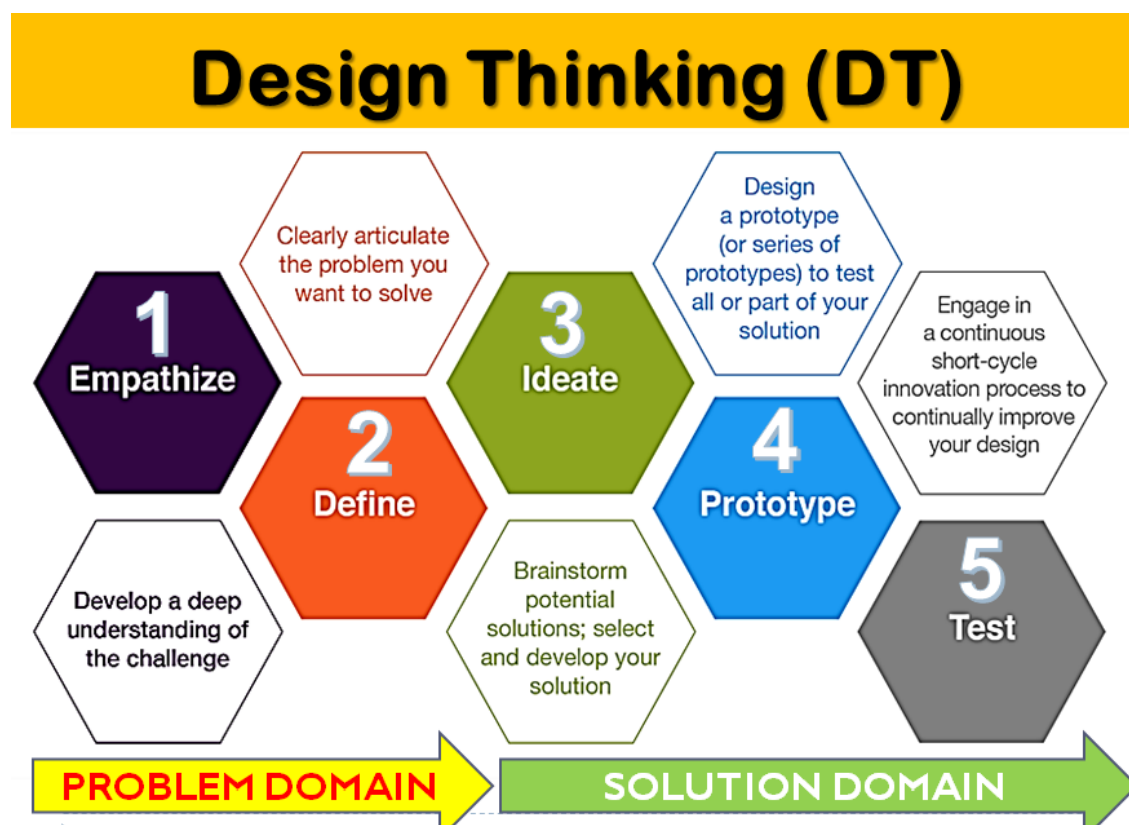 Design Thinking (DT)
1
Empathize
Develop a deep
understanding of
the challenge
Clearly articulate
the problem you
want to solve
2
Define
3
Ideate
Brainstorm
potential
solutions; select
and develop your
solution
Design
a prototype
(or series of
prototypes) to test
all or part of your
solution
4
Prototype
Engage in
a continuous
short-cycle
innovation process to
continually improve
your design
5
Test
PROBLEM DOMAIN
SOLUTION DOMAIN